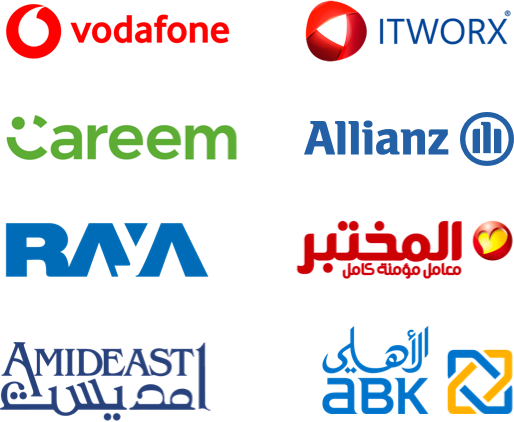 vodafone
ITWORX®
Careem
Allianz
RAYA
المختبر
معامل مؤمنة كامل
AMIDEAST
امديست
الأهلي
aBK